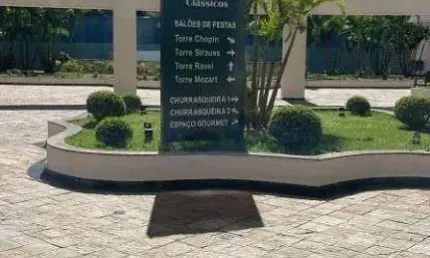 Clássicos
SALÕES DE FESTAS
Torre Chopin
Torre Strauss
Torre Ravel
Torre Mozart
CHURRASQUEIRA 1
CHURRASQUEIRA 2
ESPAÇO GOURMET